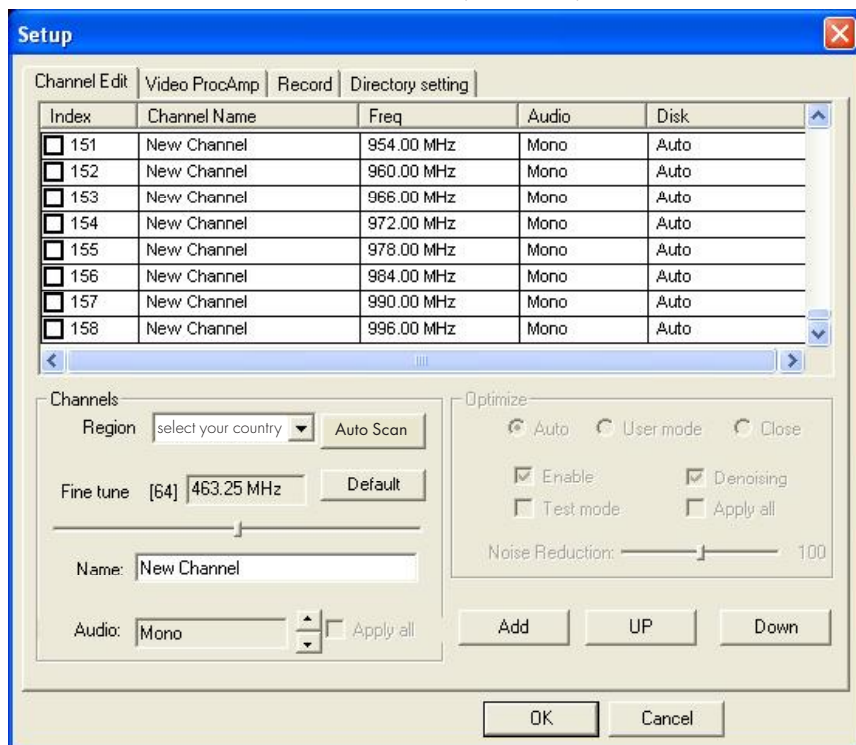 Setup
Channel Edit Video ProcAmp Record Directory setting
Index Channel Name Freq Audio Disk
151 New Channel 954.00 MHz Mono Auto
152 New Channel 960.00 MHz Mono Auto
153 New Channel 966.00 MHz Mono Auto
154 New Channel 972.00 MHz Mono Auto
155 New Channel 978.00 MHz Mono Auto
156 New Channel 984.00 MHz Mono Auto
157 New Channel 990.00 MHz Mono Auto
158 New Channel 996.00 MHz Mono Auto
Channels
Region select your country Auto Scan
Fine tune [64] 463.25 MHz Default
Name: New Channel
Audio: Mono Apply all
Optimize
Auto User mode Close
Enable Denoising
Test mode Apply all
Noise Reduction: 100
Add UP Down
OK Cancel